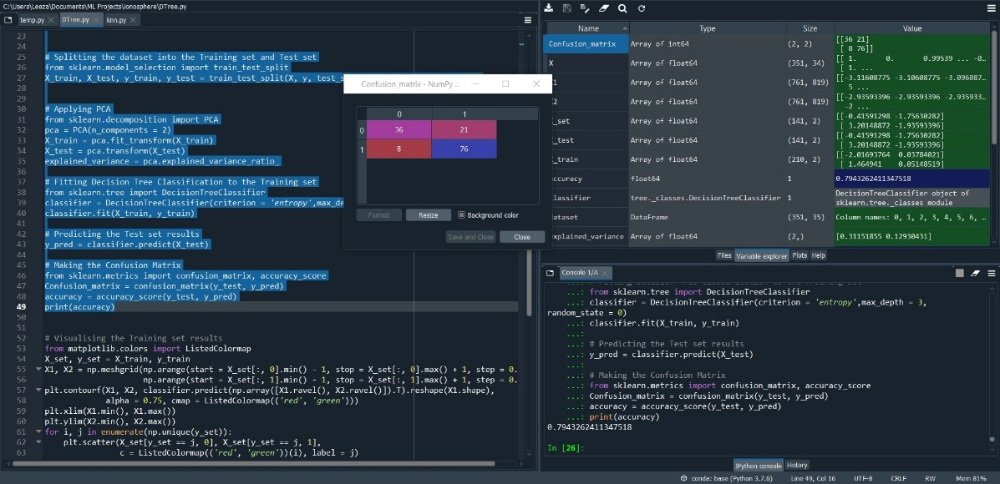 C:\Users\Leeza\Documents\ML Projects\ionosphere\DTree.py
temp.py
DTree.py
knn.py
23
24
25 # Splitting the dataset into the Training set and Test set
26 from sklearn.model_selection import train_test_split
27 X_train, X_test, y_train, y_test = train_test_split(X, y, test_s
28
29
30 # Applying PCA
31 from sklearn.decomposition import PCA
32 pca = PCA(n_components = 2)
33 X_train = pca.fit_transform(X_train)
34 X_test = pca.transform(X_test)
35 explained_variance = pca.explained_variance_ratio_
36
37 # Fitting Decision Tree Classification to the Training set
38 from sklearn.tree import DecisionTreeClassifier
39 classifier = DecisionTreeClassifier(criterion = 'entropy',max_de
40 classifier.fit(X_train, y_train)
41
42 # Predicting the Test set results
43 y_pred = classifier.predict(X_test)
44
45 # Making the Confusion Matrix
46 from sklearn.metrics import confusion_matrix, accuracy_score
47 Confusion_matrix = confusion_matrix(y_test, y_pred)
48 accuracy = accuracy_score(y_test, y_pred)
49 print(accuracy)
50
51
52 # Visualising the Training set results
53 from matplotlib.colors import ListedColormap
54 X_set, y_set = X_train, y_train
55 X1, X2 = np.meshgrid(np.arange(start = X_set[:, 0].min() - 1, stop = X_set[:, 0].max() + 1, step = 0.
56 np.arange(start = X_set[:, 1].min() - 1, stop = X_set[:, 1].max() + 1, step = 0.
57 plt.contourf(X1, X2, classifier.predict(np.array([X1.ravel(), X2.ravel()]).T).reshape(X1.shape),
58 alpha = 0.75, cmap = ListedColormap(('red', 'green')))
59 plt.xlim(X1.min(), X1.max())
60 plt.ylim(X2.min(), X2.max())
61 for i, j in enumerate(np.unique(y_set)):
62 plt.scatter(X_set[y_set == j, 0], X_set[y_set == j, 1],
63 c = ListedColormap(('red', 'green'))(i), label = j)
Confusion_matrix - NumPy ...
0 1
0 36 21
1 8 76
Format Resize Background color
Save and Close Close
Name Type Size Value
Confusion_matrix Array of int64 (2, 2) [[36 21]
[ 8 76]]
X Array of float64 (351, 34) [[ 1. 0. 0.99539 ... -0…
[ 1. ...
1 Array of float64 (761, 819) [[-3.11608775 -3.10608775 -3.09608…
5 ...
2 Array of float64 (761, 819) [[-2.93593396 -2.93593396 -2.93593…
-2 ...
_set Array of float64 (141, 2) [[-0.41591298 -1.75630282]
[ 3.20148872 -1.93593396]
_test Array of float64 (141, 2) [[-0.41591298 -1.75630282]
[ 3.20148872 -1.93593396]
_train Array of float64 (210, 2) [[-2.01693764 0.03784021]
[ 1.464941 0.05148519]
accuracy float64 1 0.7943262411347518
lassifier tree._classes.DecisionTreeClassifier 1 DecisionTreeClassifier object of
sklearn.tree._classes module
ataset DataFrame (351, 35) Column names: 0, 1, 2, 3, 4, 5, 6, …
explained_variance Array of float64 (2,) [0.31151855 0.12930431]
Files Variable explorer Plots Help
Console 1/A
...: from sklearn.tree import DecisionTreeClassifier
...: classifier = DecisionTreeClassifier(criterion = 'entropy',max_depth = 3,
random_state = 0)
...: classifier.fit(X_train, y_train)
...:
...: # Predicting the Test set results
...: y_pred = classifier.predict(X_test)
...:
...: # Making the Confusion Matrix
...: from sklearn.metrics import confusion_matrix, accuracy_score
...: Confusion_matrix = confusion_matrix(y_test, y_pred)
...: accuracy = accuracy_score(y_test, y_pred)
...: print(accuracy)
0.7943262411347518
In [26]:
IPython console History
conda: base (Python 3.7.6) Line 49, Col 16 UTF-8 CRLF RW Mem 81%